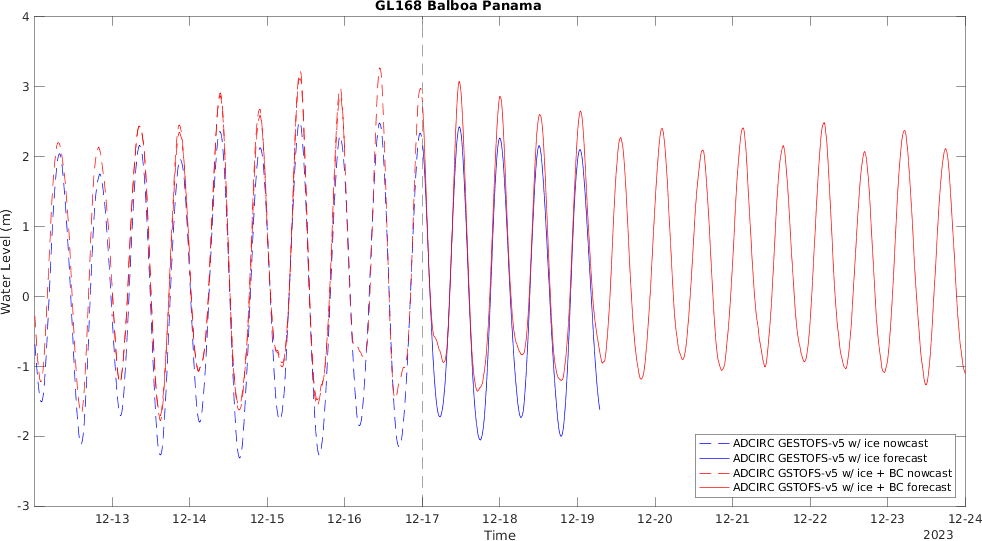 GL168 Balboa Panama
4
3
2
1
0
-1
-2
-3
Water Level (m)
ADCIRC GESTOFS-v5 w/ ice nowcast
ADCIRC GESTOFS-v5 w/ ice forecast
ADCIRC GSTOFS-v5 w/ ice + BC nowcast
ADCIRC GSTOFS-v5 w/ ice + BC forecast
12-13 12-14 12-15 12-16 12-17 12-18 12-19 12-20 12-21 12-22 12-23 12-24
Time
2023